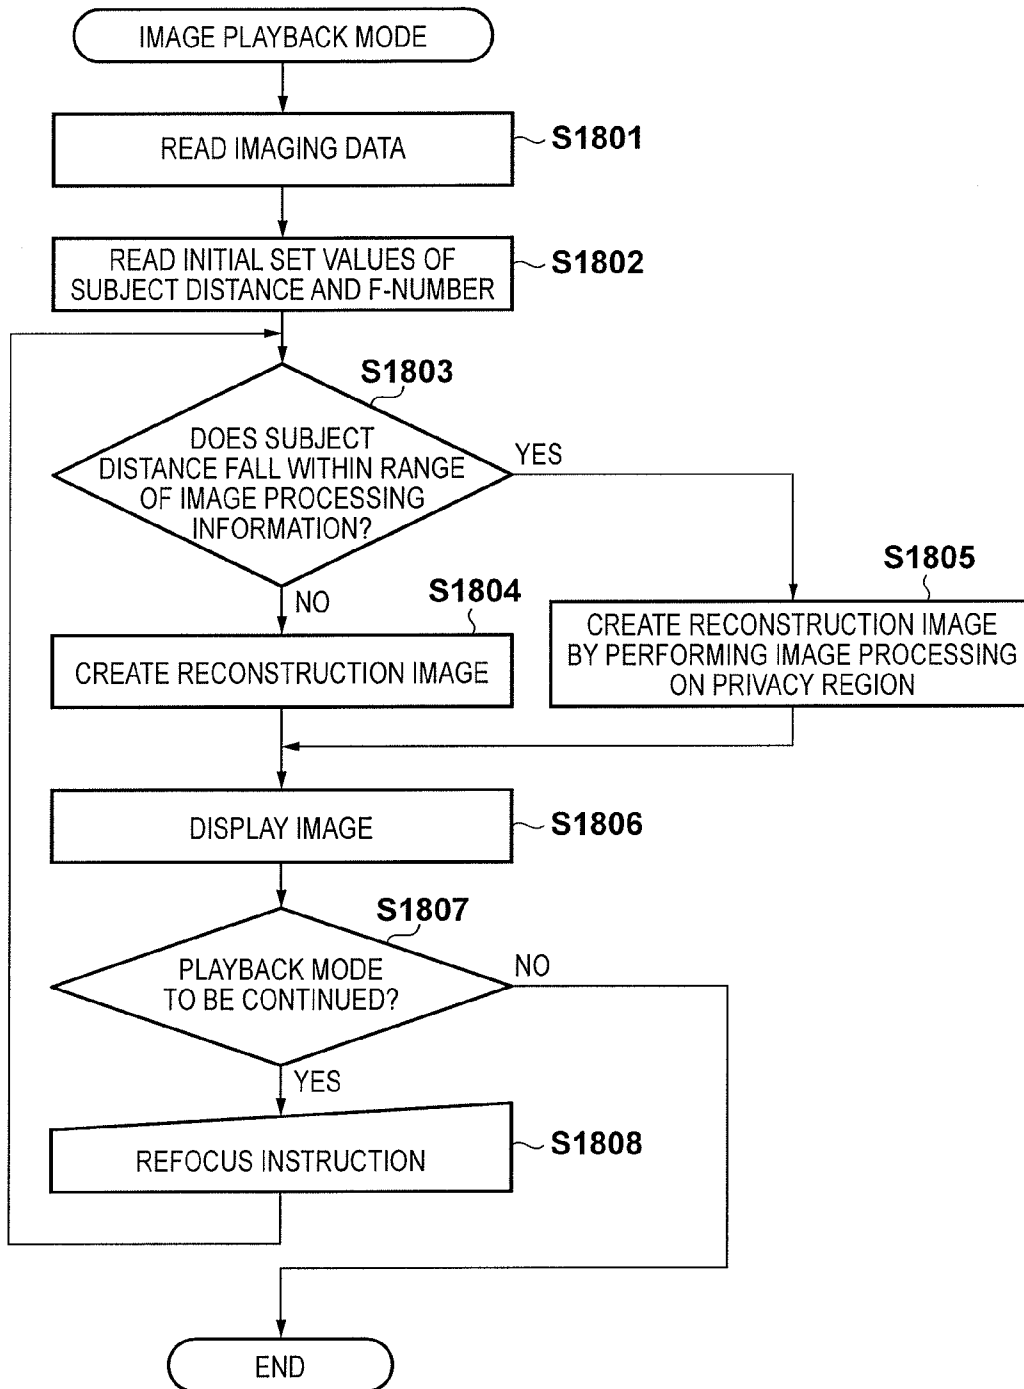 IMAGE PLAYBACK MODE
READ IMAGING DATA
S1801
READ INITIAL SET VALUES OF
SUBJECT DISTANCE AND F-NUMBER
S1802
S1803
DOES SUBJECT
DISTANCE FALL WITHIN RANGE
OF IMAGE PROCESSING
INFORMATION?
YES
NO
S1804
CREATE RECONSTRUCTION IMAGE
S1805
CREATE RECONSTRUCTION IMAGE
BY PERFORMING IMAGE PROCESSING
ON PRIVACY REGION
DISPLAY IMAGE
S1806
S1807
PLAYBACK MODE
TO BE CONTINUED?
NO
YES
REFOCUS INSTRUCTION
S1808
END